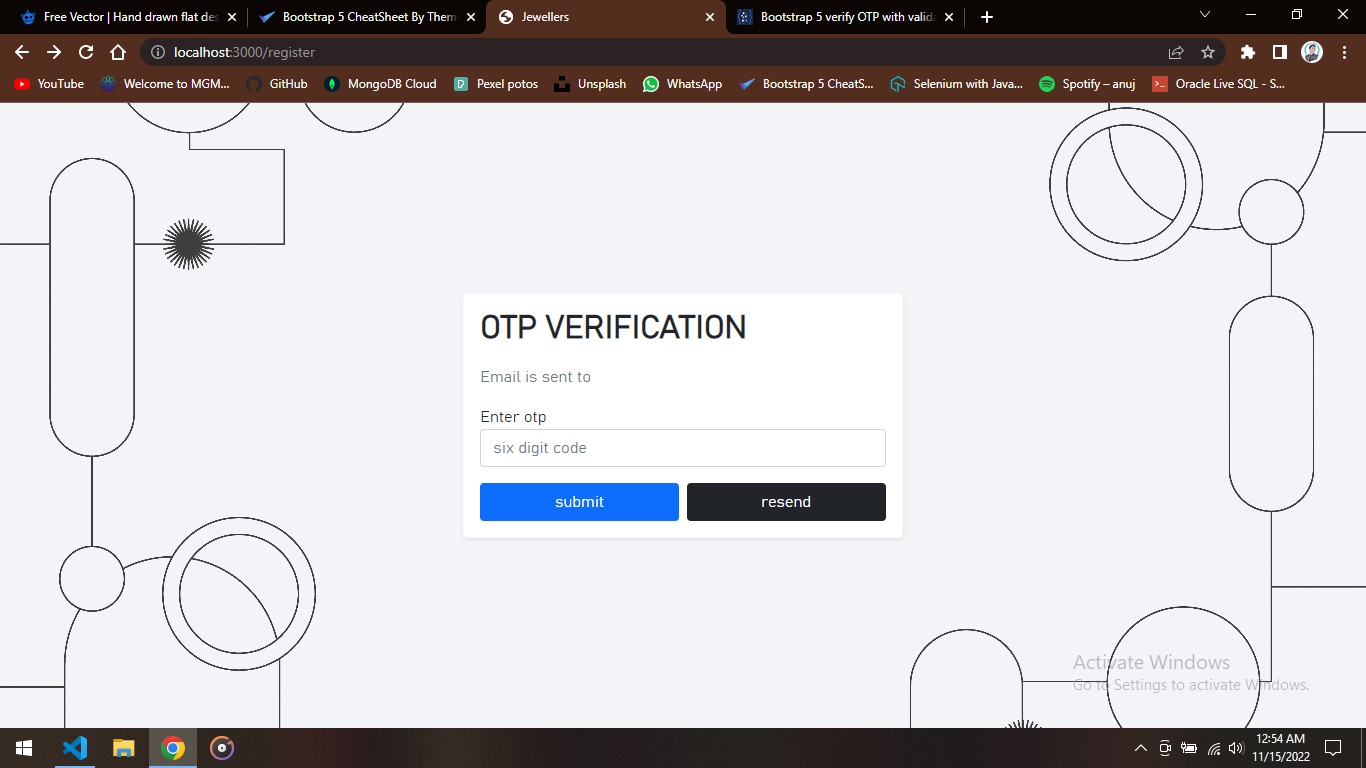 Free Vector | Hand drawn flat des
Bootstrap 5 CheatSheet By Them
Jewellers
Bootstrap 5 verify OTP with valida
localhost:3000/register
YouTube
Welcome to MGM...
GitHub
MongoDB Cloud
Pexel potos
Unsplash
WhatsApp
Bootstrap 5 CheatS...
Selenium with Java...
Spotify – anuj
Oracle Live SQL - S...
OTP VERIFICATION
Email is sent to
Enter otp
six digit code
submit
resend
Activate Windows
Go to Settings to activate Windows.
12:54 AM
11/15/2022